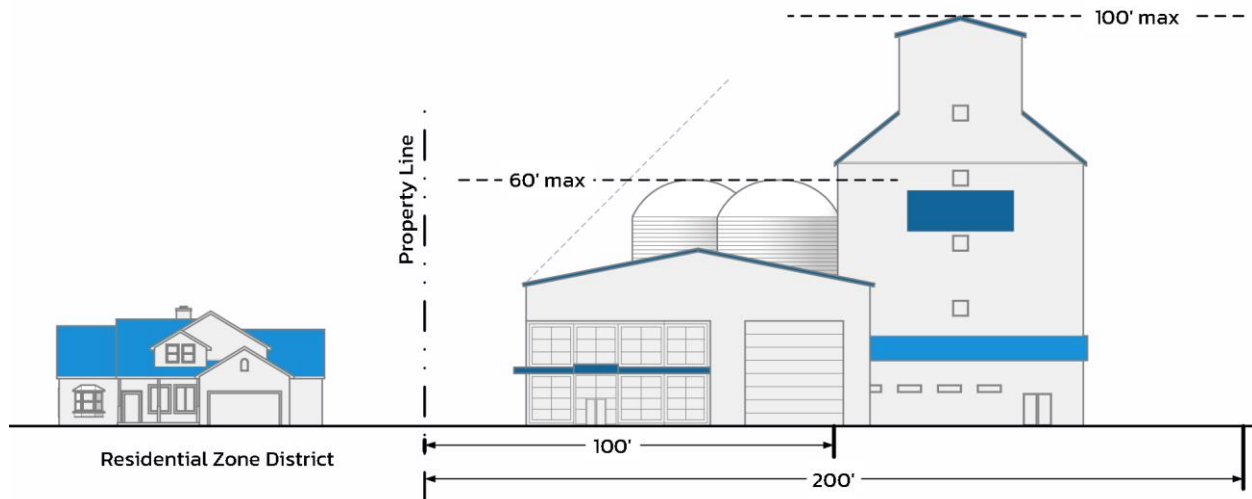 100' max
Property Line
60' max
100'
Residential Zone District
200'